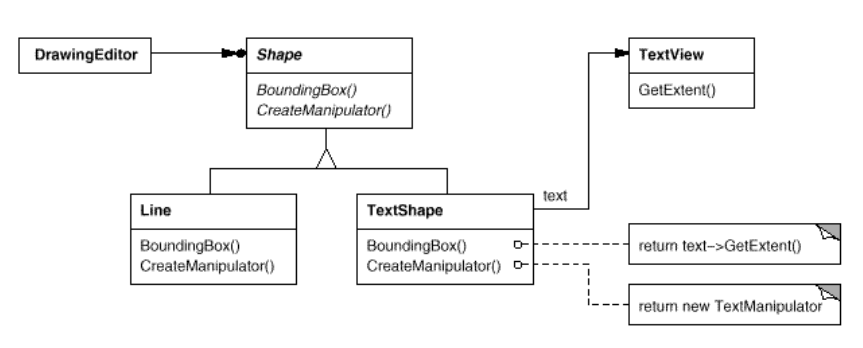 DrawingEditor
Shape
BoundingBox()
CreateManipulator()
TextView
GetExtent()
text
Line
BoundingBox()
CreateManipulator()
TextShape
BoundingBox()
CreateManipulator()
return text->GetExtent()
return new TextManipulator